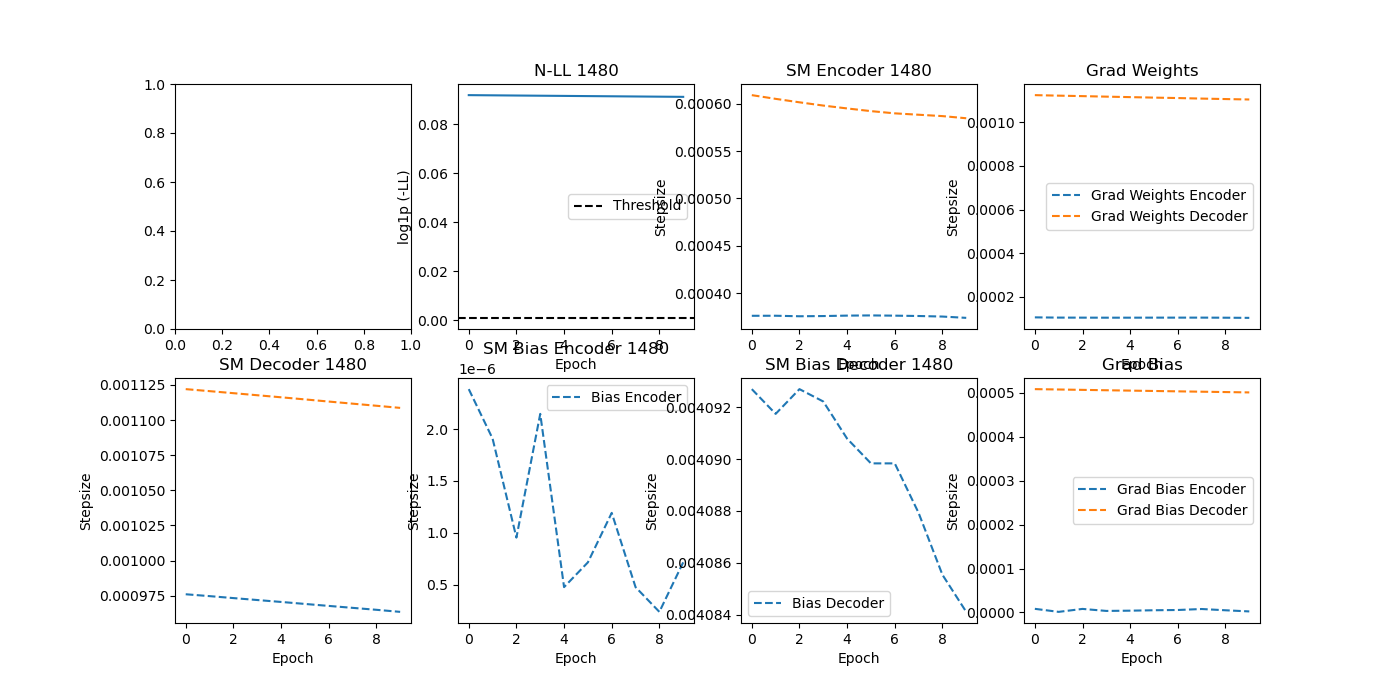 N-LL 1480
SM Encoder 1480
Grad Weights
1.0
0.8
0.6
0.4
0.2
0.0
0.0 0.2 0.4 0.6 0.8 1.0
log1p (-LL)
0.08
0.06
0.04
0.02
0.00
Threshold
0 2 4 6 8
Epoch
Stepsize
0.00060
0.00055
0.00050
0.00045
0.00040
0 2 4 6 8
Epoch
Stepsize
0.0010
0.0008
0.0006
0.0004
0.0002
Grad Weights Encoder
Grad Weights Decoder
0 2 4 6 8
Epoch
SM Decoder 1480
SM Bias Encoder 1480
SM Bias Decoder 1480
Grad Bias
Stepsize
0.001125
0.001100
0.001075
0.001050
0.001025
0.001000
0.000975
0 2 4 6 8
Epoch
1e−6
Stepsize
2.0
1.5
1.0
0.5
Bias Encoder
0 2 4 6 8
Epoch
Stepsize
0.004092
0.004090
0.004088
0.004086
0.004084
Bias Decoder
0 2 4 6 8
Epoch
Stepsize
0.0005
0.0004
0.0003
0.0002
0.0001
0.0000
Grad Bias Encoder
Grad Bias Decoder
0 2 4 6 8
Epoch